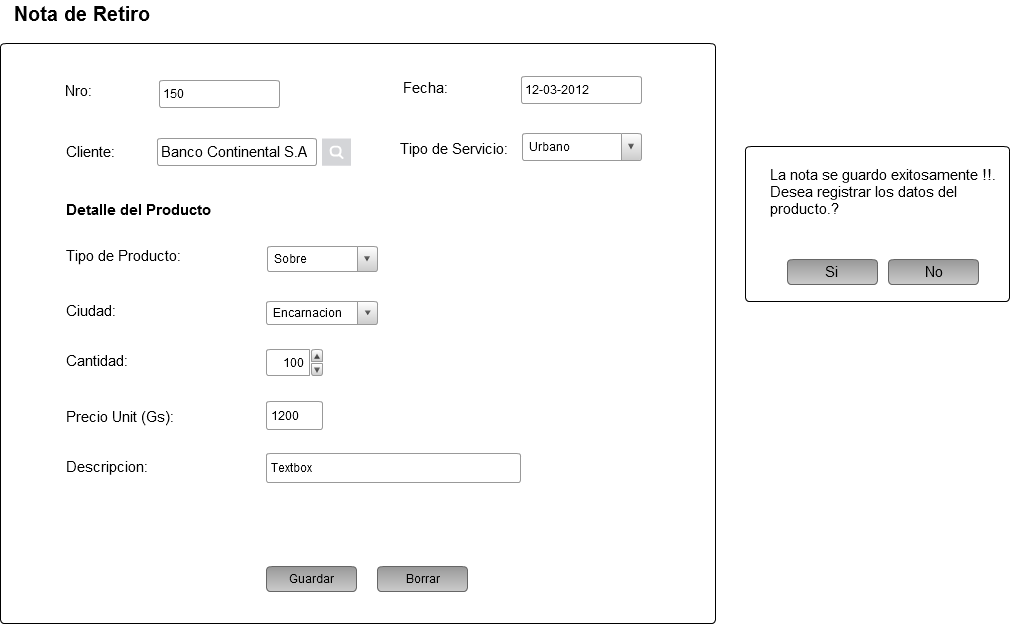 Nota de Retiro
Nro: 150 Fecha: 12-03-2012
Cliente: Banco Continental S.A Tipo de Servicio: Urbano
Detalle del Producto
Tipo de Producto: Sobre
Ciudad: Encarnacion
Cantidad: 100
Precio Unit (Gs): 1200
Descripcion: Textbox
Guardar Borrar
La nota se guardo exitosamente !!.
Desea registrar los datos del
producto.?
Si No